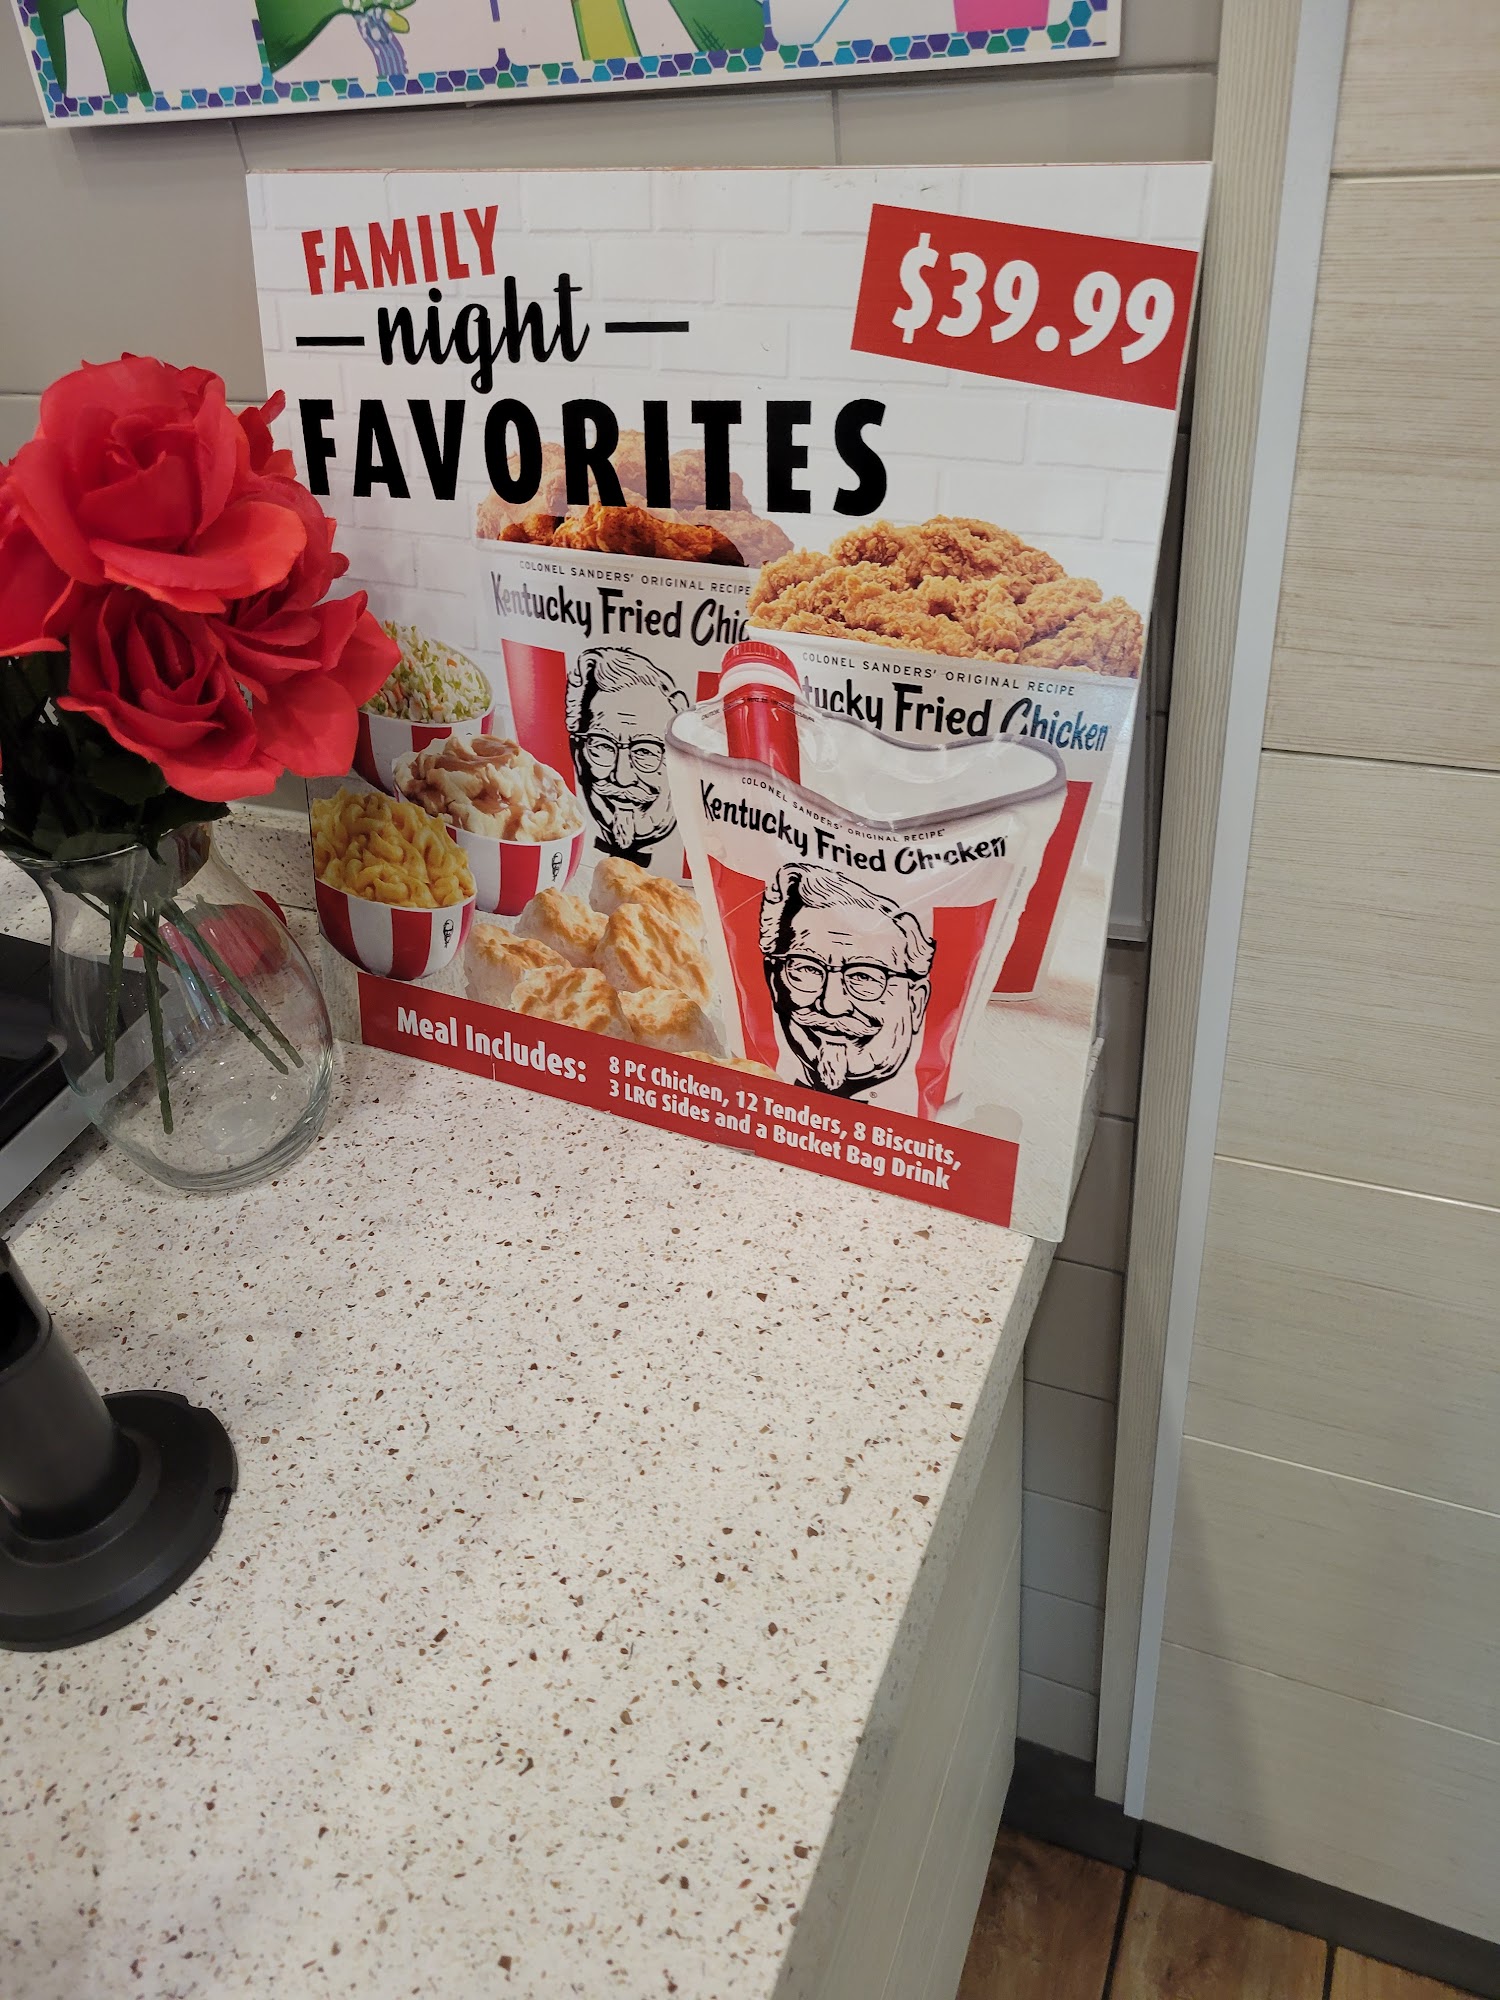 FAMILY
night
FAVORITES
$39.99
COLONEL SANDERS' ORIGINAL RECIPE
Kentucky Fried Chic
COLONEL SANDERS' ORIGINAL RECIPE
tucky Fried Chicken
COLONEL SANDERS' ORIGINAL RECIPE
Kentucky Fried Chicken
Meal Includes:
8 PC Chicken, 12 Tenders, 8 Biscuits,
3 LRG Sides and a Bucket Bag Drink